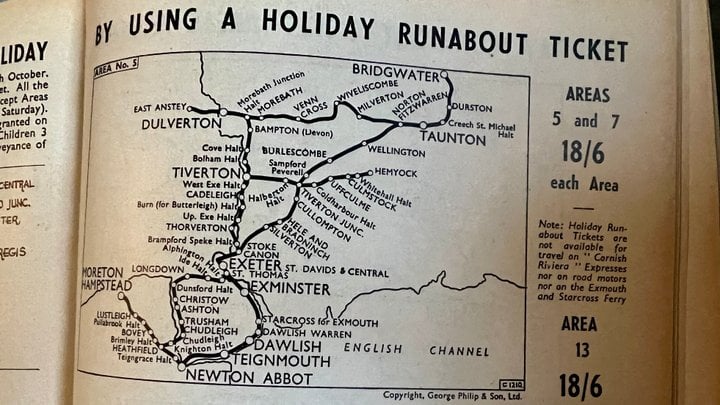 LIDAY
h October.
et. All the
cept Areas
Saturday).
ranted on
Children 3
veyance of
CENTRAL
JUNC.
TER,
REGIS
BY USING A HOLIDAY RUNABOUT TICKET
AREA No. 5
BRIDGWATER
DURSTON
Creech St. Michael
Halt
TAUNTON
NORTON
FITZWARREN
MILVERTON
WIVELISCOMBE
VENN
CROSS
MOREBATH
Morebath Junction
Halt
EAST ANSTEY
DULVERTON
BAMPTON (Devon)
WELLINGTON
BURLESCOMBE
Sampford
Peverell
Cove Halt
Bolham Halt
TIVERTON
HEMYOCK
Whitehall Halt
CULMSTOCK
UFFCULME
Coldharbour Halt
TIVERTON JUNC.
Halberton
Halt
CULLOMPTON
HELE AND
BRADNINCH
SILVERTON
West Exe Halt
CADELEIGH
Burn (for Butterleigh) Halt
Up. Exe Halt
THORVERTON
Brampford Speke Halt
STOKE
CANON
EXETER ST. DAVIDS & CENTRAL
ST. THOMAS
Alphington Halt
Ide Halt
LONGDOWN
EXMINSTER
MORETON
HAMPSTEAD
Dunsford Halt
CHRISTOW
ASHTON
TRUSHAM
CHUDLEIGH
Chudleigh
Knighton Halt
LUSTLEIGH
Pullabrook Halt
BOVEY
Brimley Halt
HEATHFIELD
Teigngrace Halt
STARCROSS for EXMOUTH
DAWLISH WARREN
DAWLISH
TEIGNMOUTH
NEWTON ABBOT
ENGLISH CHANNEL
G 1210
Copyright, George Philip & Son, Ltd.
AREAS
5 and 7
18/6
each Area
Note: Holiday Run-
about Tickets are
not available for
travel on "Cornish
Riviera" Expresses
nor on road motors
nor on the Exmouth
and Starcross Ferry
AREA
13
18/6